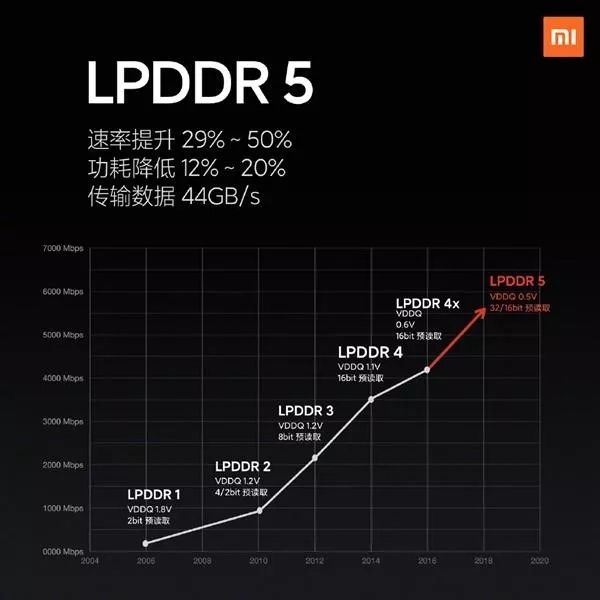 mi
LPDDR 5
速率提升 29% ~ 50%
功耗降低 12% ~ 20%
传输数据 44GB/s
7000 Mbps
6000 Mbps
5000 Mbps
4000 Mbps
3000 Mbps
2000 Mbps
1000 Mbps
0000 Mbps
LPDDR 1
VDDQ 1.8V
2bit 预读取
LPDDR 2
VDDQ 1.2V
4/2bit 预读取
LPDDR 3
VDDQ 1.2V
8bit 预读取
LPDDR 4
VDDQ 1.1V
16bit 预读取
LPDDR 4x
VDDQ
0.6V
16bit 预读取
LPDDR 5
VDDQ 0.5V
32/16bit 预读取
2004 2006 2008 2010 2012 2014 2016 2018 2020